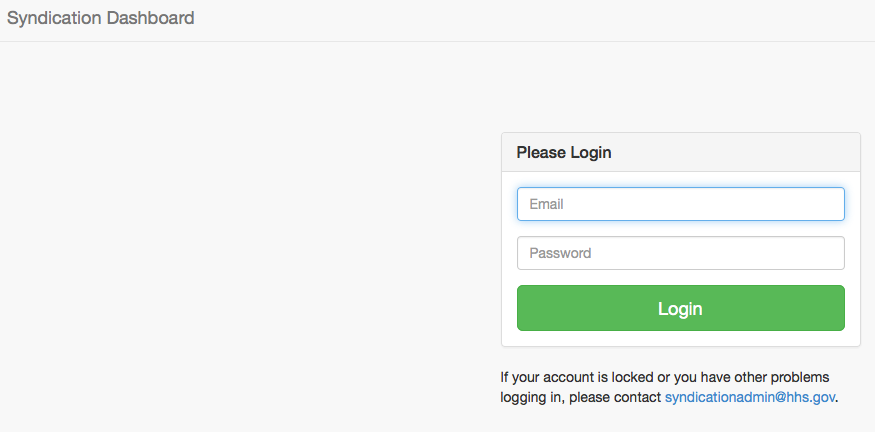 Syndication Dashboard
Please Login
Email
Password
Login
If your account is locked or you have other problems
logging in, please contact syndicationadmin@hhs.gov.